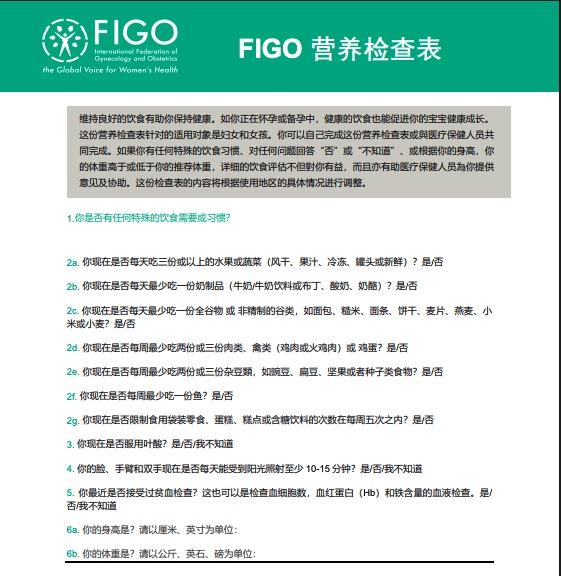 FIGO
International Federation of
Gynecology and Obstetrics
the Global Voice for Women's Health
FIGO 营养检查表
维持良好的饮食有助你保持健康。如你正在怀孕或备孕中，健康的饮食也能促进你的宝宝健康成长。
这份营养检查表针对的适用对象是妇女和女孩。你可以自己完成这份营养检查表或與医疗保健人员共
同完成。如果你有任何特殊的饮食习惯、对任何问题回答“否”或“不知道”、或根据你的身高，你
的体重高于或低于你的推荐体重，详细的饮食评估不但對你有益，而且亦有助医疗保健人员為你提供
意见及协助。这份检查表的内容将根据使用地区的具体情况进行调整。
1.你是否有任何特殊的饮食需要或习惯？
2a. 你现在是否每天吃三份或以上的水果或蔬菜（风干、果汁、冷冻、罐头或新鲜）？是/否
2b. 你现在是否每天最少吃一份奶制品（牛奶/牛奶饮料或布丁、酸奶、奶酪）？是/否
2c. 你现在是否每天最少吃一份全谷物 或 非精制的谷类，如面包、糙米、面条、饼干、麦片、燕麦、小
米或小麦？是/否
2d. 你现在是否每周最少吃两份或三份肉类、禽类（鸡肉或火鸡肉）或 鸡蛋？是/否
2e. 你现在是否每周最少吃两份或三份杂豆類，如豌豆、扁豆、坚果或者种子类食物？是/否
2f. 你现在是否每周最少吃一份鱼？是/否
2g. 你现在是否限制食用袋装零食、蛋糕、糕点或含糖饮料的次数在每周五次之内？是/否
3. 你现在是否服用叶酸？是/否/我不知道
4. 你的脸、手臂和双手现在是否每天能受到阳光照射至少 10-15 分钟？是/否/我不知道
5. 你最近是否接受过贫血检查？这也可以是检查血细胞数，血红蛋白（Hb）和铁含量的血液检查。是/
否/我不知道
6a. 你的身高是？请以厘米、英寸为单位：
6b. 你的体重是？请以公斤、英石、磅为单位：